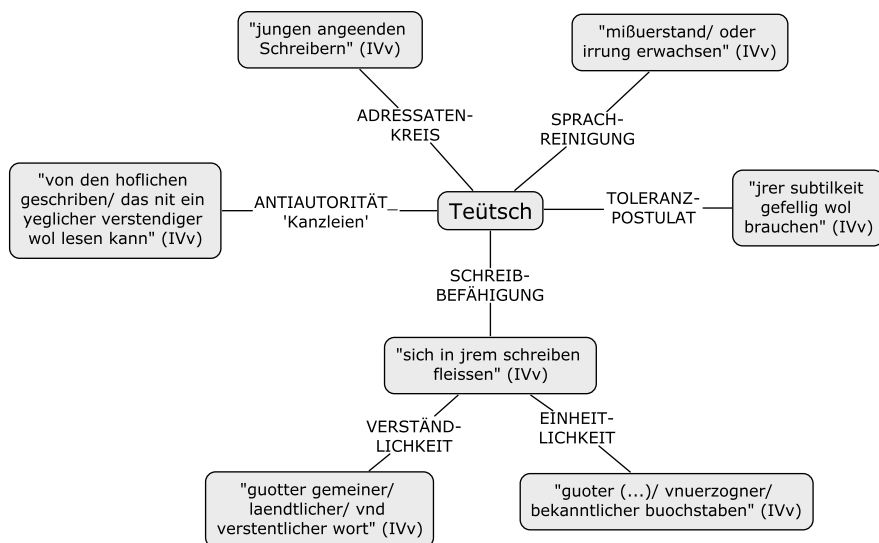 "jungen angeenden
Schreibern" (IVv)
"mißuerstand/ oder
irrung erwachsen" (IVv)
ADRESSATEN-
KREIS
SPRACH-
REINIGUNG
"von den hoflichen
geschriben/ das nit ein
yeglicher verstendiger
wol lesen kann" (IVv)
ANTIAUTORITÄT_
'Kanzleien'
Teütsch
TOLERANZ-
POSTULAT
"jrer subtilkeit
gefellig wol
brauchen" (IVv)
SCHREIB-
BEFÄHIGUNG
"sich in jrem schreiben
fleissen" (IVv)
VERSTÄND-
LICHKEIT
EINHEIT-
LICHKEIT
"guotter gemeiner/
laendtlicher/ vnd
verstentlicher wort" (IVv)
"guoter (...)/ vnuerzogner/
bekanntlicher buochstaben" (IVv)